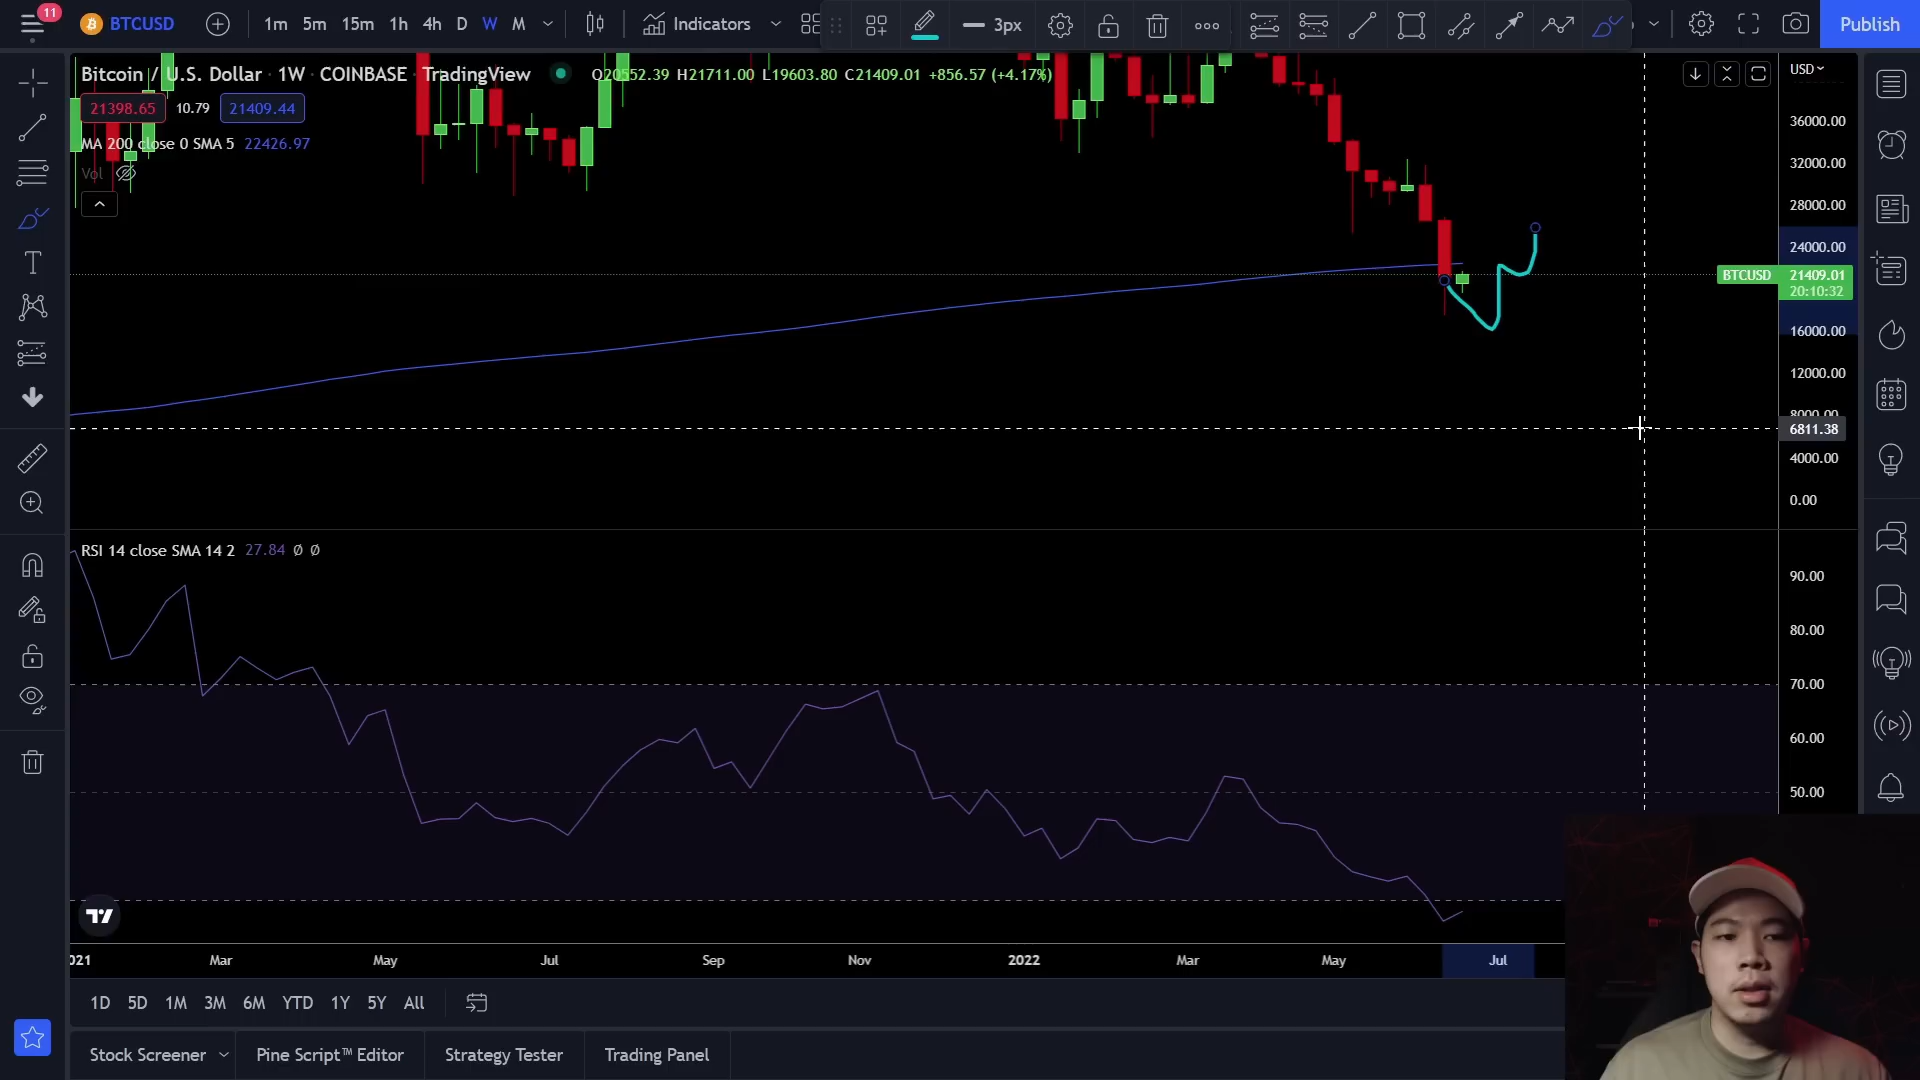 11
BTCUSD
1m 5m 15m 1h 4h D W M
Indicators
3px
Publish
Bitcoin / U.S. Dollar · 1W · COINBASE · TradingView
O20552.39 H21711.00 L19603.80 C21409.01 +856.57 (+4.17%)
USD
21398.65 10.79 21409.44
MA 200 close 0 SMA 5 22426.97
Vol
36000.00
32000.00
28000.00
24000.00
BTCUSD 21409.01
20:10:32
16000.00
12000.00
8000.00
6811.38
4000.00
0.00
RSI 14 close SMA 14 2 27.84 Ø Ø
90.00
80.00
70.00
60.00
50.00
021 Mar May Jul Sep Nov 2022 Mar May Jul
1D 5D 1M 3M 6M YTD 1Y 5Y All
Stock Screener Pine Script™ Editor Strategy Tester Trading Panel